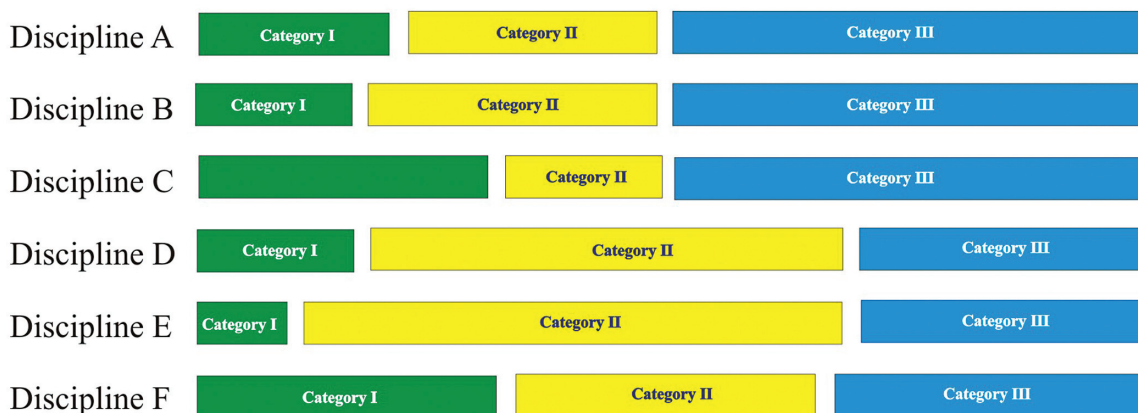 Discipline A Category I Category II Category III
Discipline B Category I Category II Category III
Discipline C Category II Category III
Discipline D Category I Category II Category III
Discipline E Category I Category II Category III
Discipline F Category I Category II Category III